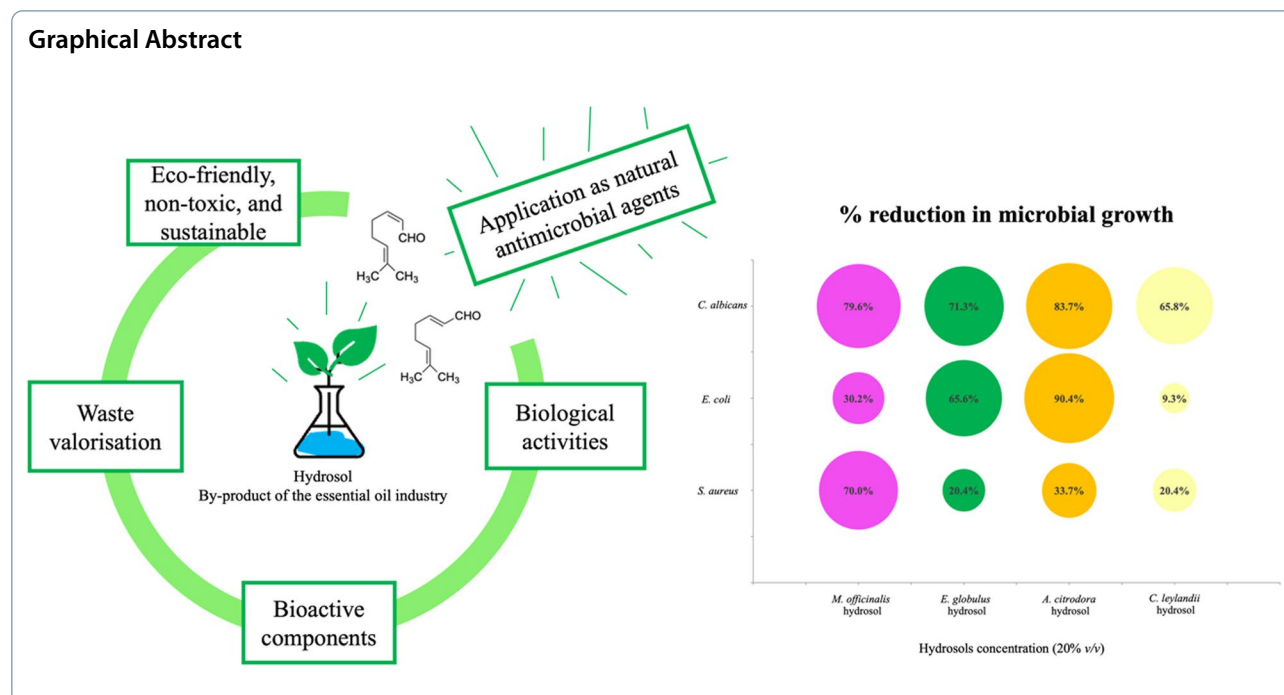 Graphical Abstract
Eco-friendly,
non-toxic, and
sustainable
Application as natural
antimicrobial agents
CHO
H₃C CH₃
CHO
H₃C CH₃
Waste
valorisation
Biological
activities
Hydrosol
By-product of the essential oil industry
Bioactive
components
% reduction in microbial growth
C. albicans 79.6% 71.3% 83.7% 65.8%
E. coli 30.2% 65.6% 90.4% 9.3%
S. aureus 70.0% 20.4% 33.7% 20.4%
M. officinalis E. globulus A. citrodora C. leylandii
hydrosol hydrosol hydrosol hydrosol
Hydrosols concentration (20% v/v)